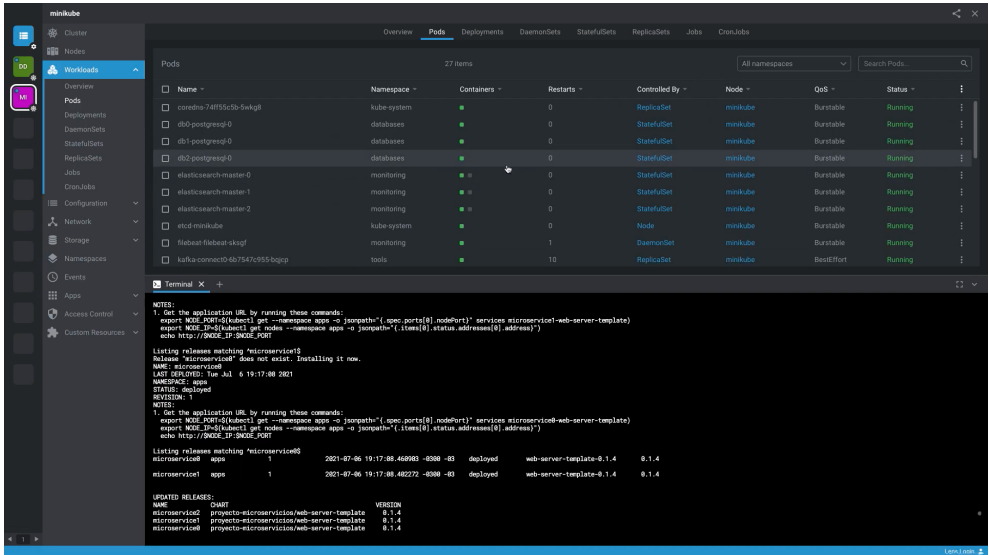 minikube
DD
MI
Cluster
Nodes
Workloads
Overview
Pods
Deployments
DaemonSets
StatefulSets
ReplicaSets
Jobs
CronJobs
Configuration
Network
Storage
Namespaces
Events
Apps
Access Control
Custom Resources
1
Overview Pods Deployments DaemonSets StatefulSets ReplicaSets Jobs CronJobs
Pods 27 items All namespaces Search Pods...
Name Namespace Containers Restarts Controlled By Node QoS Status
coredns-74ff55c5b-5wkg8 kube-system 0 ReplicaSet minikube Burstable Running
db0-postgresql-0 databases 0 StatefulSet minikube Burstable Running
db1-postgresql-0 databases 0 StatefulSet minikube Burstable Running
db2-postgresql-0 databases 0 StatefulSet minikube Burstable Running
elasticsearch-master-0 monitoring 0 StatefulSet minikube Burstable Running
elasticsearch-master-1 monitoring 0 StatefulSet minikube Burstable Running
elasticsearch-master-2 monitoring 0 StatefulSet minikube Burstable Running
etcd-minikube kube-system 0 Node minikube Burstable Running
filebeat-filebeat-sksgf monitoring 1 DaemonSet minikube Burstable Running
kafka-connect0-6b7547c955-bqjcp tools 10 ReplicaSet minikube BestEffort Running
Terminal
NOTES:
1. Get the application URL by running these commands:
export NODE_PORT=$(kubectl get --namespace apps -o jsonpath="{.spec.ports[0].nodePort}" services microservice1-web-server-template)
export NODE_IP=$(kubectl get nodes --namespace apps -o jsonpath="{.items[0].status.addresses[0].address}")
echo http://$NODE_IP:$NODE_PORT
Listing releases matching ^microservice1$
Release "microservice0" does not exist. Installing it now.
NAME: microservice0
LAST DEPLOYED: Tue Jul 6 19:17:08 2021
NAMESPACE: apps
STATUS: deployed
REVISION: 1
NOTES:
1. Get the application URL by running these commands:
export NODE_PORT=$(kubectl get --namespace apps -o jsonpath="{.spec.ports[0].nodePort}" services microservice0-web-server-template)
export NODE_IP=$(kubectl get nodes --namespace apps -o jsonpath="{.items[0].status.addresses[0].address}")
echo http://$NODE_IP:$NODE_PORT
Listing releases matching ^microservice0$
microservice0 apps 1 2021-07-06 19:17:08.460903 -0300 -03 deployed web-server-template-0.1.4 0.1.4
microservice1 apps 1 2021-07-06 19:17:08.402272 -0300 -03 deployed web-server-template-0.1.4 0.1.4
UPDATED RELEASES:
NAME CHART VERSION
microservice2 proyecto-microservicios/web-server-template 0.1.4
microservice1 proyecto-microservicios/web-server-template 0.1.4
microservice0 proyecto-microservicios/web-server-template 0.1.4
Lens Login